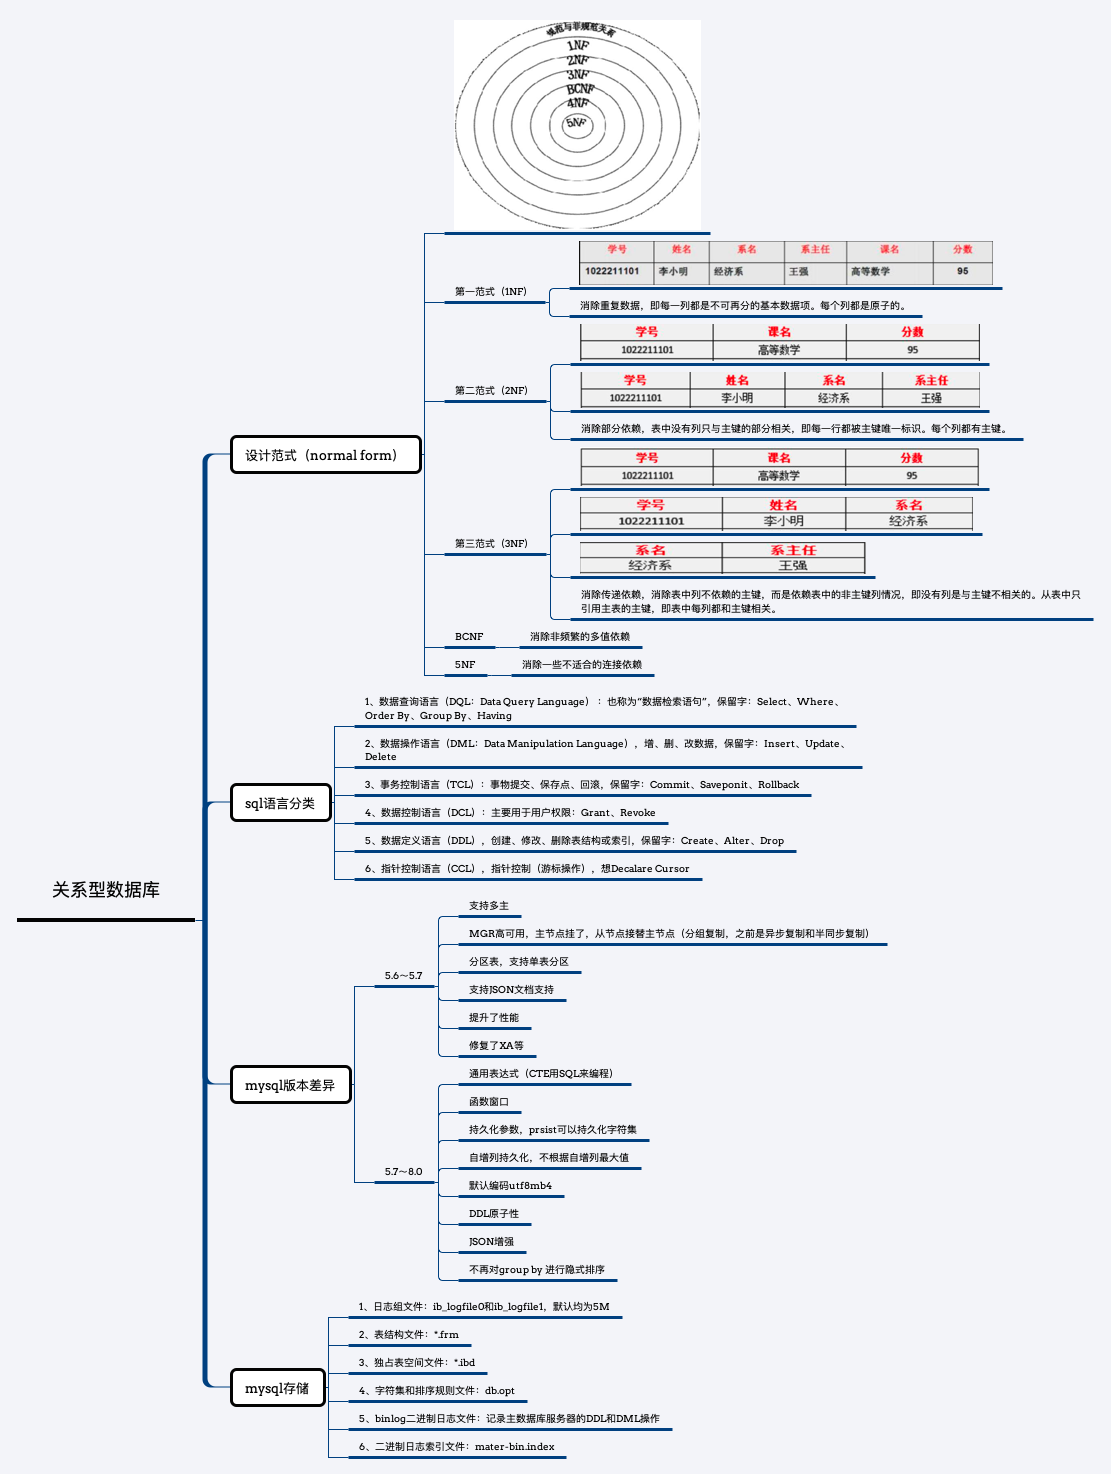 规范与非规范关系
1NF
2NF
3NF
BCNF
4NF
5NF
学号 姓名 系名 系主任 课名 分数
1022211101 李小明 经济系 王强 高等数学 95
第一范式（1NF）
消除重复数据，即每一列都是不可再分的基本数据项。每个列都是原子的。
学号 课名 分数
1022211101 高等数学 95
第二范式（2NF）
学号 姓名 系名 系主任
1022211101 李小明 经济系 王强
消除部分依赖，表中没有列只与主键的部分相关，即每一行都被主键唯一标识。每个列都有主键。
设计范式（normal form）
学号 课名 分数
1022211101 高等数学 95
学号 姓名 系名
1022211101 李小明 经济系
第三范式（3NF）
系名 系主任
经济系 王强
消除传递依赖，消除表中列不依赖的主键，而是依赖表中的非主键列情况，即没有列是与主键不相关的。从表中只
引用主表的主键，即表中每列都和主键相关。
BCNF 消除非频繁的多值依赖
5NF 消除一些不适合的连接依赖
1、数据查询语言（DQL：Data Query Language）：也称为“数据检索语句”，保留字：Select、Where、
Order By、Group By、Having
2、数据操作语言（DML：Data Manipulation Language），增、删、改数据，保留字：Insert、Update、
Delete
3、事务控制语言（TCL）：事物提交、保存点、回滚，保留字：Commit、Saveponit、Rollback
sql语言分类
4、数据控制语言（DCL）：主要用于用户权限：Grant、Revoke
5、数据定义语言（DDL），创建、修改、删除表结构或索引，保留字：Create、Alter、Drop
6、指针控制语言（CCL），指针控制（游标操作），想Decalare Cursor
关系型数据库
支持多主
MGR高可用，主节点挂了，从节点接替主节点（分组复制，之前是异步复制和半同步复制）
分区表，支持单表分区
5.6～5.7
支持JSON文档支持
提升了性能
修复了XA等
mysql版本差异
通用表达式（CTE用SQL来编程）
函数窗口
持久化参数，prsist可以持久化字符集
自增列持久化，不根据自增列最大值
5.7～8.0
默认编码utf8mb4
DDL原子性
JSON增强
不再对group by 进行隐式排序
1、日志组文件：ib_logfile0和ib_logfile1，默认均为5M
2、表结构文件：*.frm
3、独占表空间文件：*.ibd
mysql存储
4、字符集和排序规则文件：db.opt
5、binlog二进制日志文件：记录主数据库服务器的DDL和DML操作
6、二进制日志索引文件：mater-bin.index